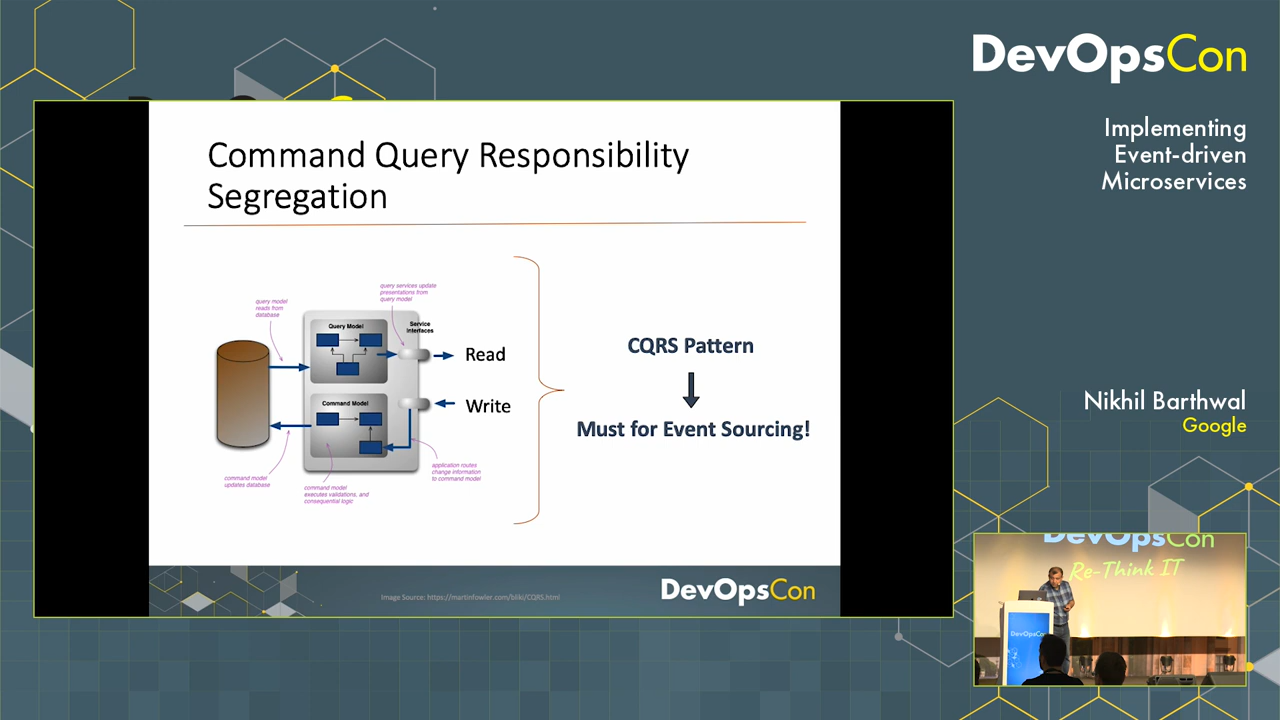 DevOpsCon
Implementing
Event-driven
Microservices
Command Query Responsibility
Segregation
query services update
presentations from
query model
query model
reads from
database
Query Model
Service
interfaces
Read
Command Model
Write
application routes
change information
to command model
command model
updates database
command model
executes validations, and
consequential logic
CQRS Pattern
Must for Event Sourcing!
Image Source: https://martinfowler.com/bliki/CQRS.html
DevOpsCon
Nikhil Barthwal
Google
DevOpsCon
Re-Think IT
DevOpsCon